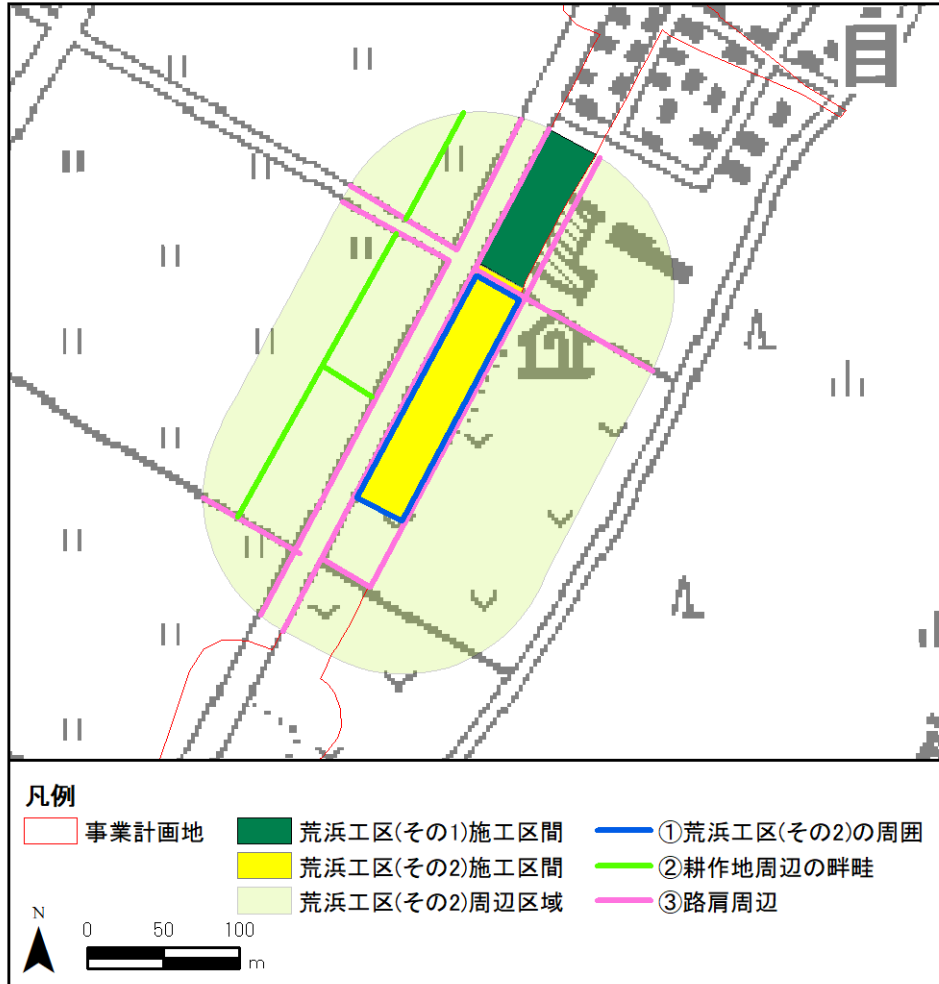 目
凡例
事業計画地
荒浜工区(その1)施工区間
①荒浜工区(その2)の周囲
荒浜工区(その2)施工区間
②耕作地周辺の畔畦
荒浜工区(その2)周辺区域
③路肩周辺
N
0 50 100
m